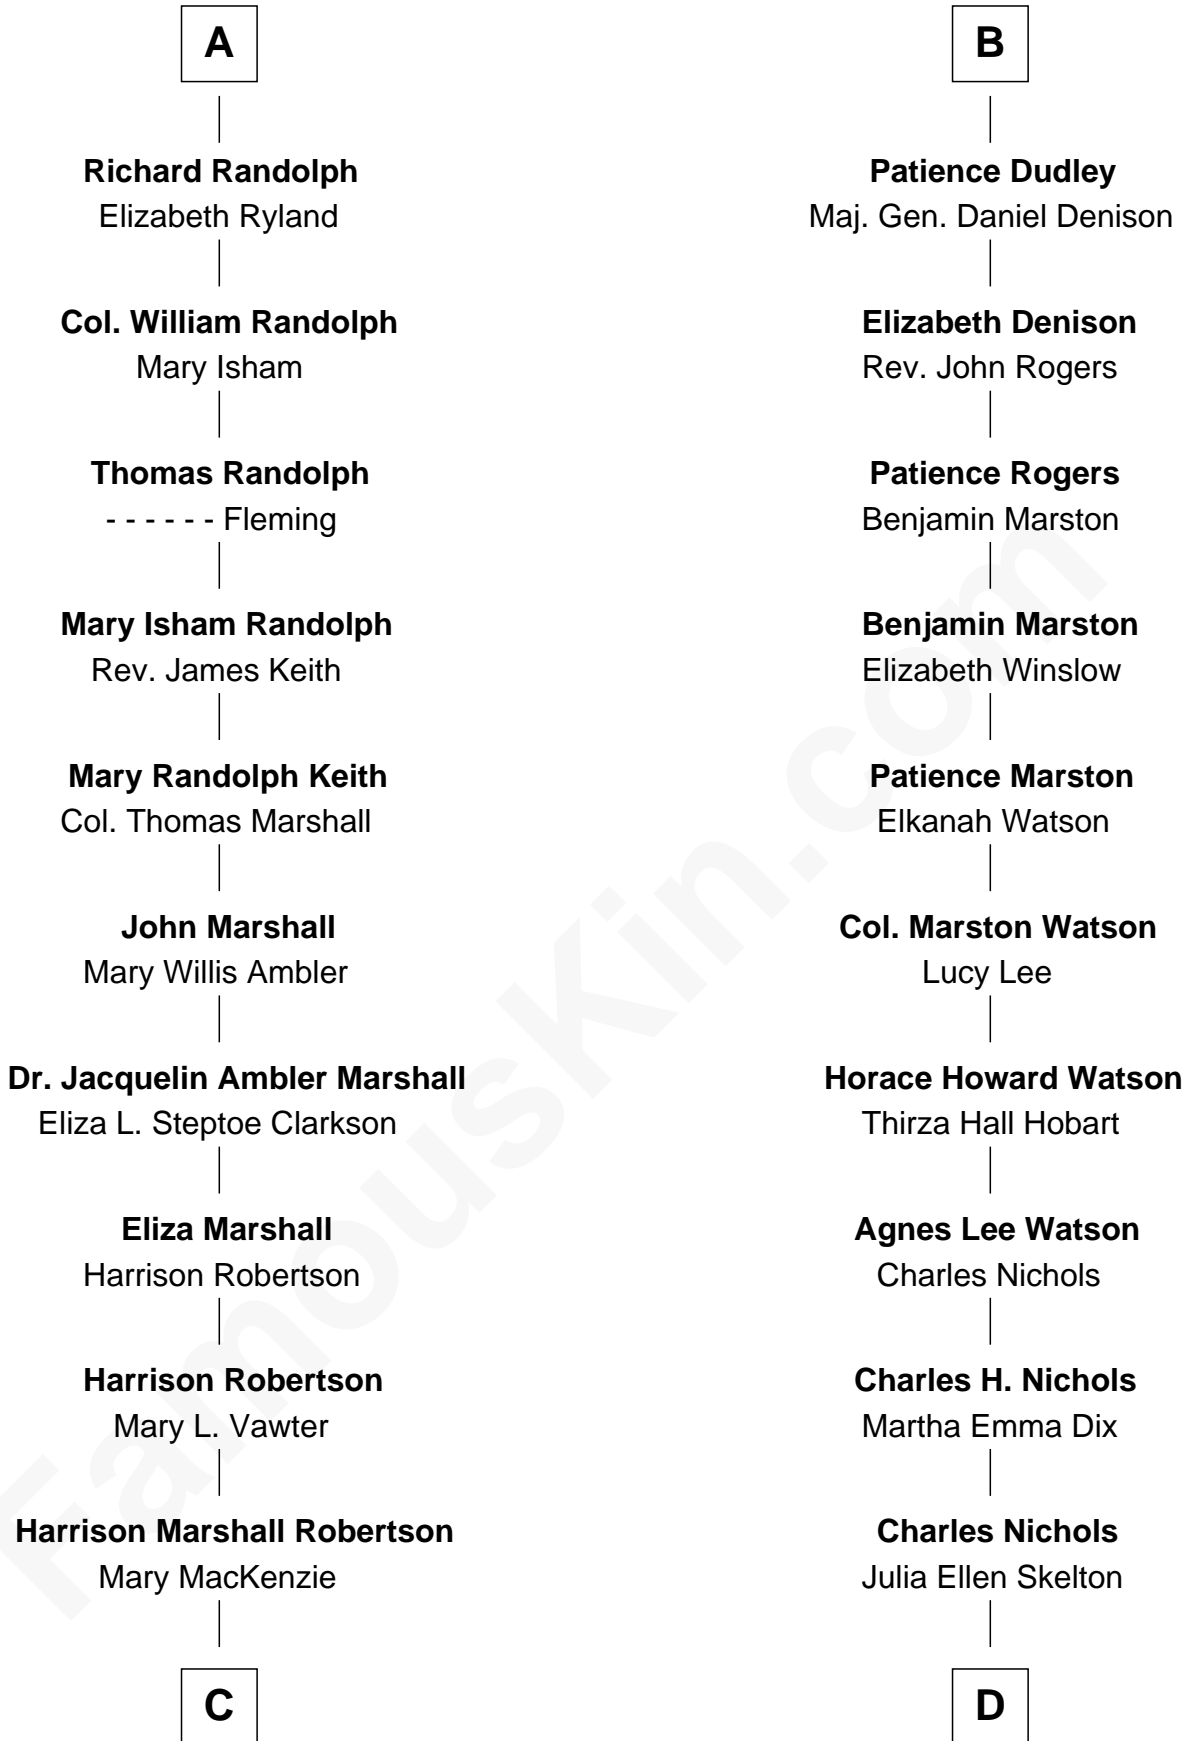 A
Richard Randolph
Elizabeth Ryland
Col. William Randolph
Mary Isham
Thomas Randolph
- - - - - - Fleming
Mary Isham Randolph
Rev. James Keith
Mary Randolph Keith
Col. Thomas Marshall
John Marshall
Mary Willis Ambler
Dr. Jacquelin Ambler Marshall
Eliza L. Steptoe Clarkson
Eliza Marshall
Harrison Robertson
Harrison Robertson
Mary L. Vawter
Harrison Marshall Robertson
Mary MacKenzie
C
B
Patience Dudley
Maj. Gen. Daniel Denison
Elizabeth Denison
Rev. John Rogers
Patience Rogers
Benjamin Marston
Benjamin Marston
Elizabeth Winslow
Patience Marston
Elkanah Watson
Col. Marston Watson
Lucy Lee
Horace Howard Watson
Thirza Hall Hobart
Agnes Lee Watson
Charles Nichols
Charles H. Nichols
Martha Emma Dix
Charles Nichols
Julia Ellen Skelton
D
FamousKin.com